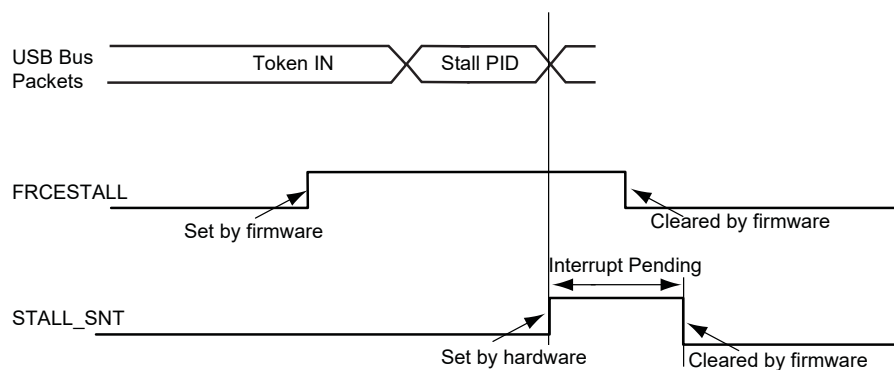 USB Bus
Packets
Token IN
Stall PID
FRCESTALL
Set by firmware
Cleared by firmware
Interrupt Pending
STALL_SNT
Set by hardware
Cleared by firmware